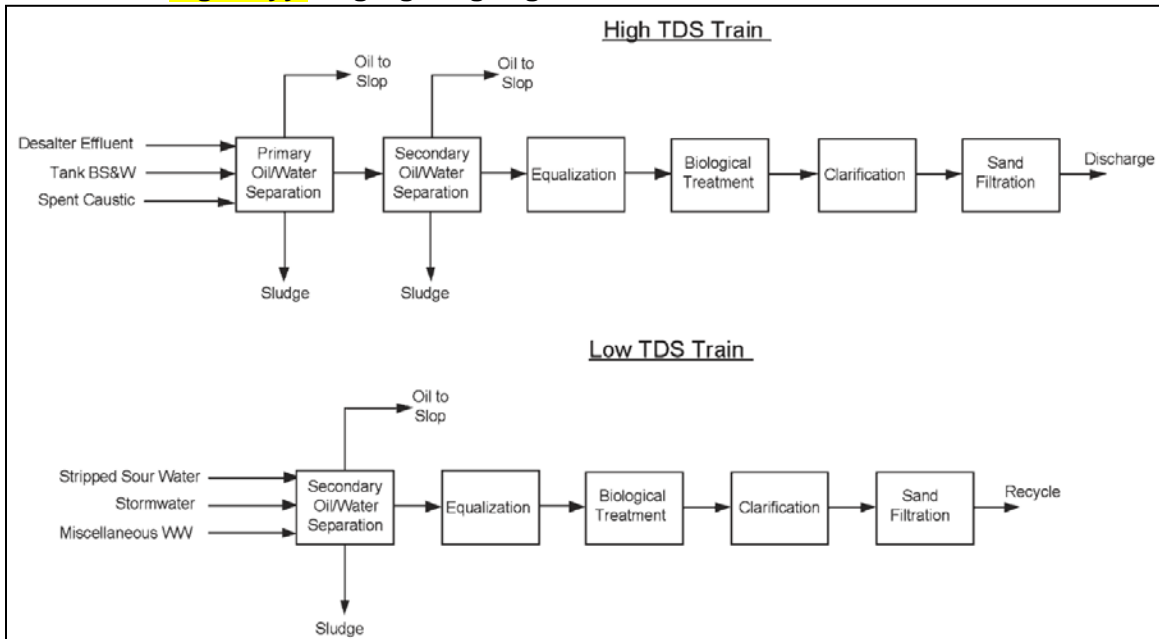 High TDS Train
Oil to
Slop
Oil to
Slop
Desalter Effluent
Tank BS&W
Spent Caustic
Primary
Oil/Water
Separation
Secondary
Oil/Water
Separation
Equalization
Biological
Treatment
Clarification
Sand
Filtration
Discharge
Sludge
Sludge
Low TDS Train
Oil to
Slop
Stripped Sour Water
Stormwater
Miscellaneous WW
Secondary
Oil/Water
Separation
Equalization
Biological
Treatment
Clarification
Sand
Filtration
Recycle
Sludge